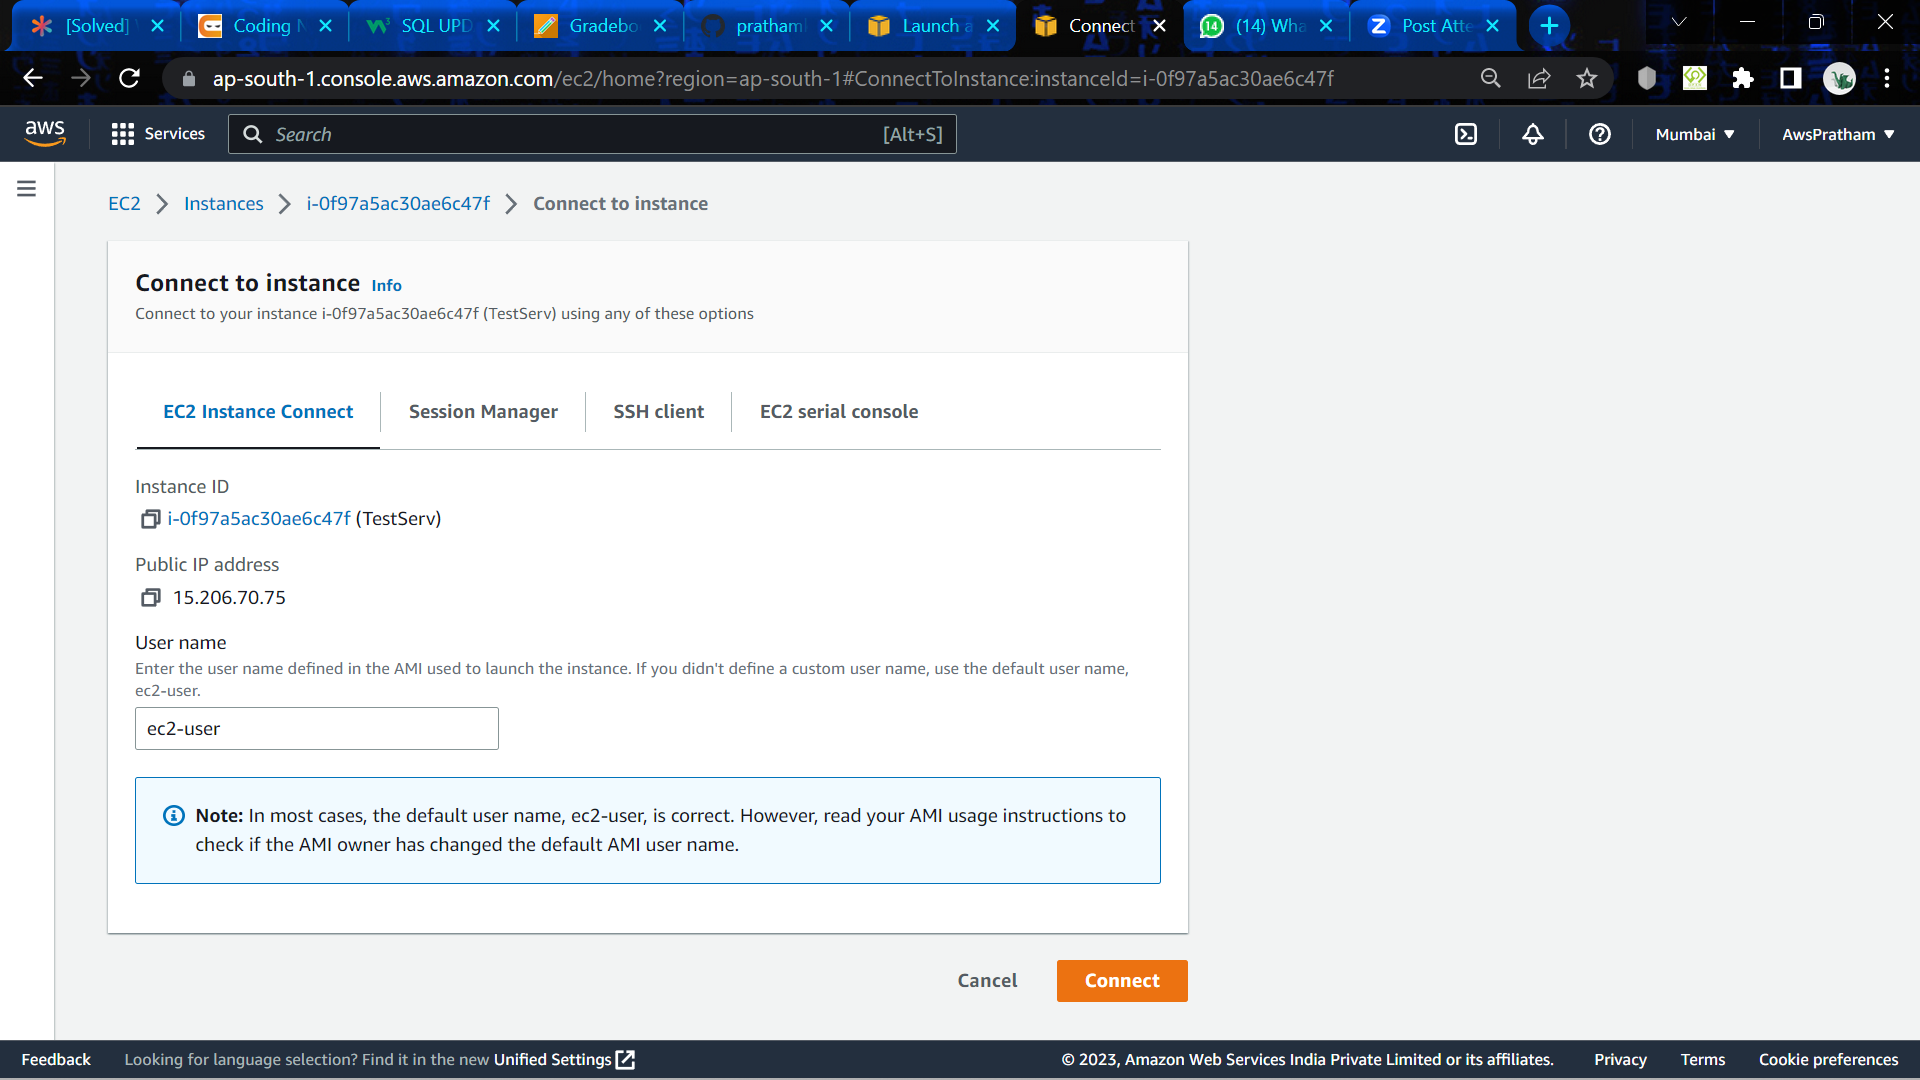 [Solved]
Coding
SQL UPD
Gradebo
pratham
Launch a
Connect
(14) Wha
Post Atte
ap-south-1.console.aws.amazon.com/ec2/home?region=ap-south-1#ConnectToInstance:instanceId=i-0f97a5ac30ae6c47f
aws
Services
Search
[Alt+S]
Mumbai
AwsPratham
EC2
Instances
i-0f97a5ac30ae6c47f
Connect to instance
Connect to instance Info
Connect to your instance i-0f97a5ac30ae6c47f (TestServ) using any of these options
EC2 Instance Connect
Session Manager
SSH client
EC2 serial console
Instance ID
i-0f97a5ac30ae6c47f (TestServ)
Public IP address
15.206.70.75
User name
Enter the user name defined in the AMI used to launch the instance. If you didn't define a custom user name, use the default user name,
ec2-user.
ec2-user
Note: In most cases, the default user name, ec2-user, is correct. However, read your AMI usage instructions to
check if the AMI owner has changed the default AMI user name.
Cancel
Connect
Feedback
Looking for language selection? Find it in the new Unified Settings
© 2023, Amazon Web Services India Private Limited or its affiliates.
Privacy
Terms
Cookie preferences